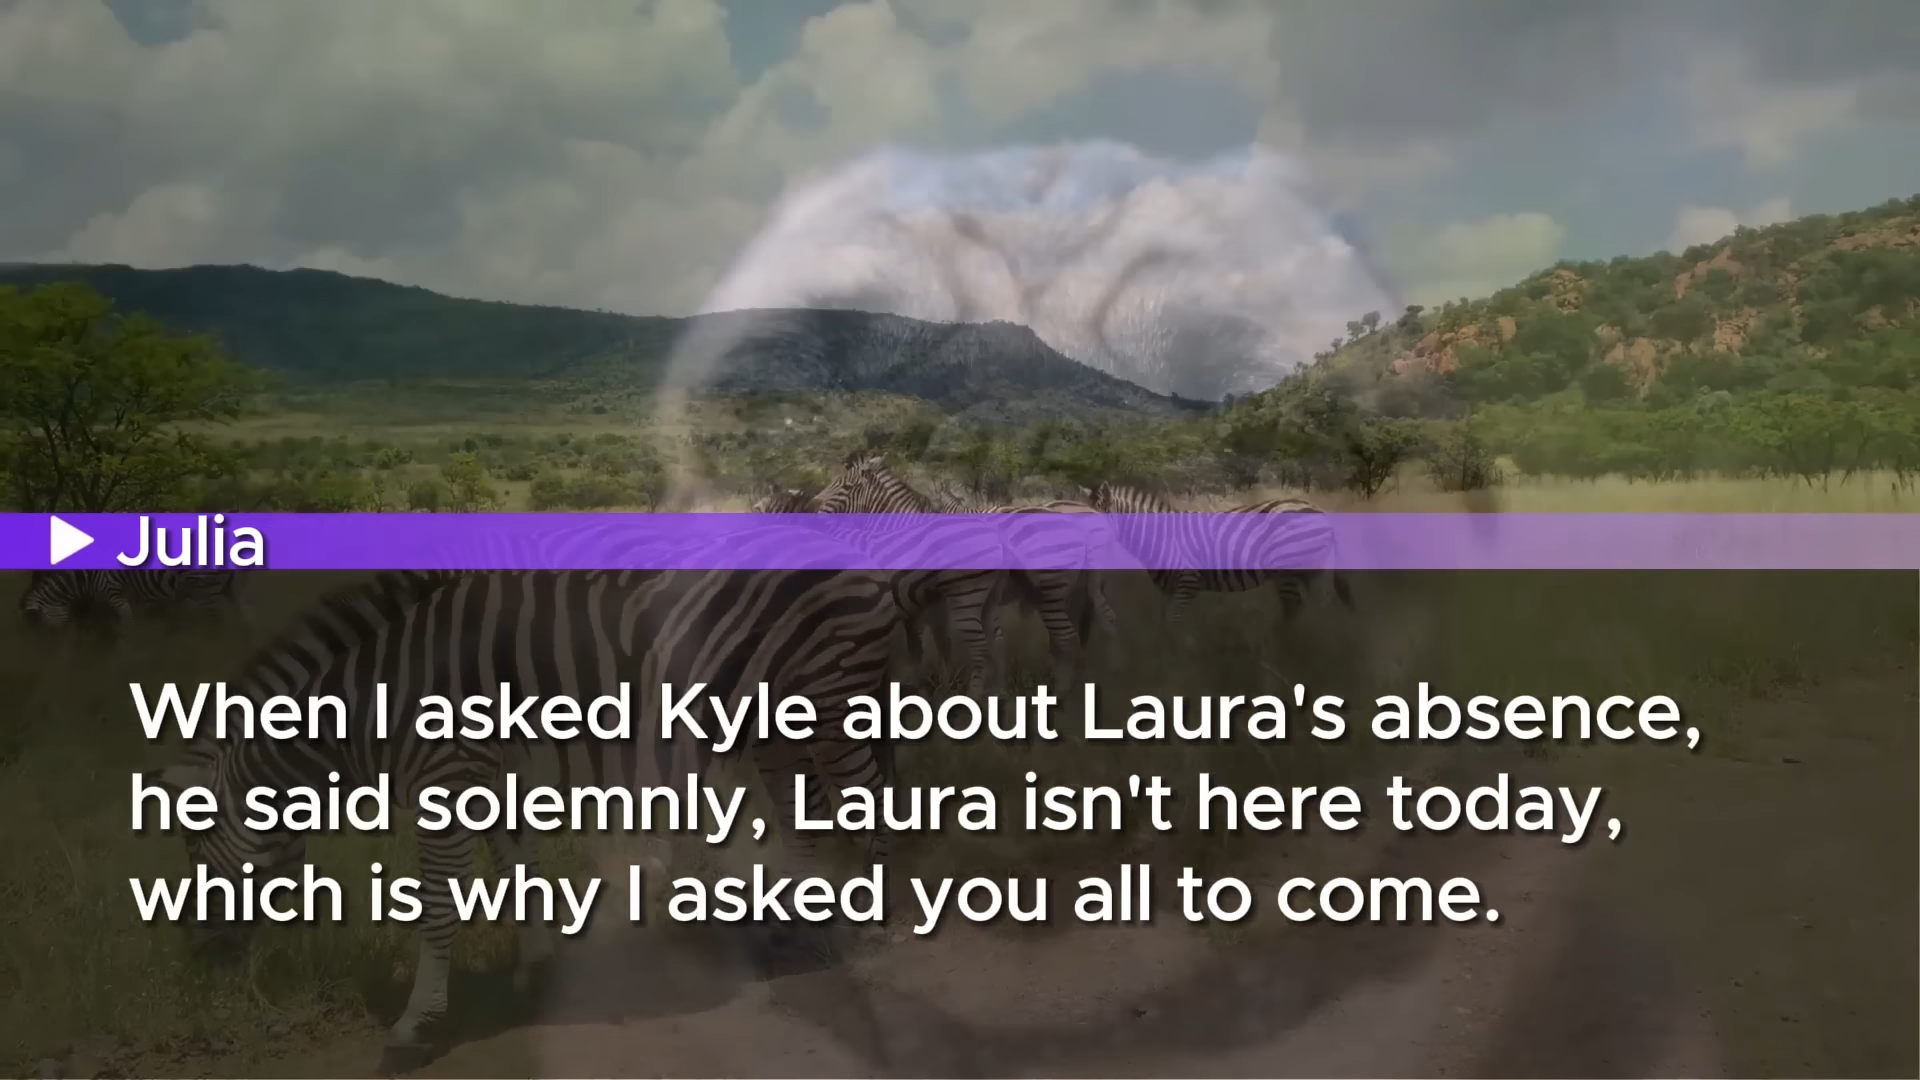 Julia
When I asked Kyle about Laura's absence,
he said solemnly, Laura isn't here today,
which is why I asked you all to come.